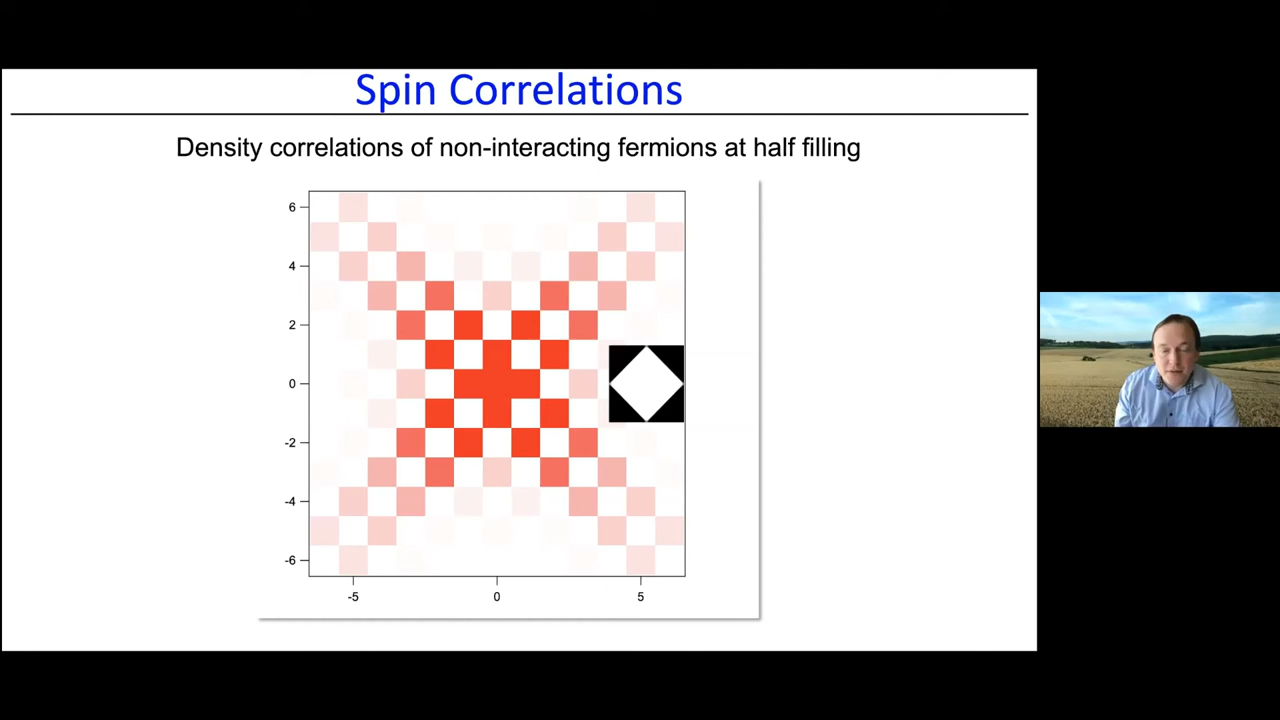 Spin Correlations
Density correlations of non-interacting fermions at half filling
6
4
2
0
-2
-4
-6
-5 0 5